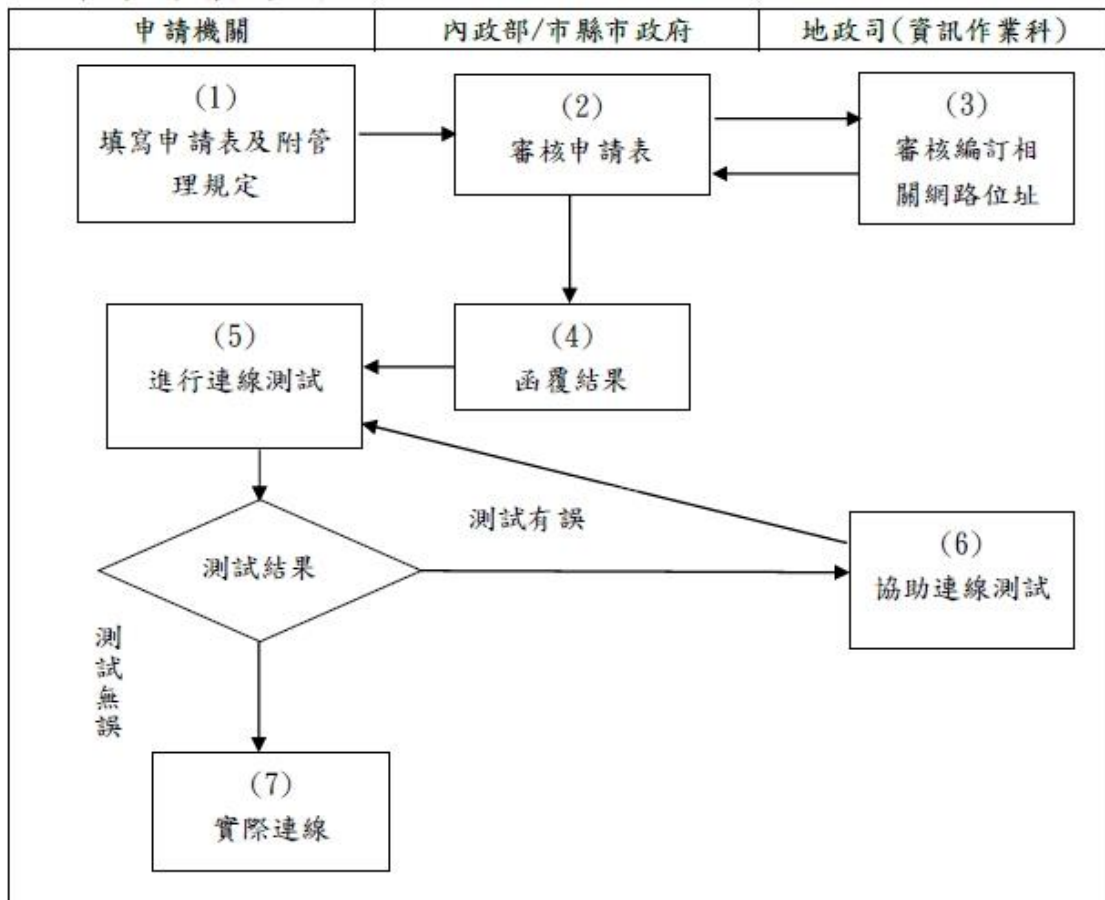 申請機關
內政部/市縣市政府
地政司(資訊作業科)
(1)
填寫申請表及附管
理規定
(2)
審核申請表
(3)
審核編訂相
關網路位址
(4)
函覆結果
(5)
進行連線測試
測試結果
測試有誤
(6)
協助連線測試
測試無誤
(7)
實際連線